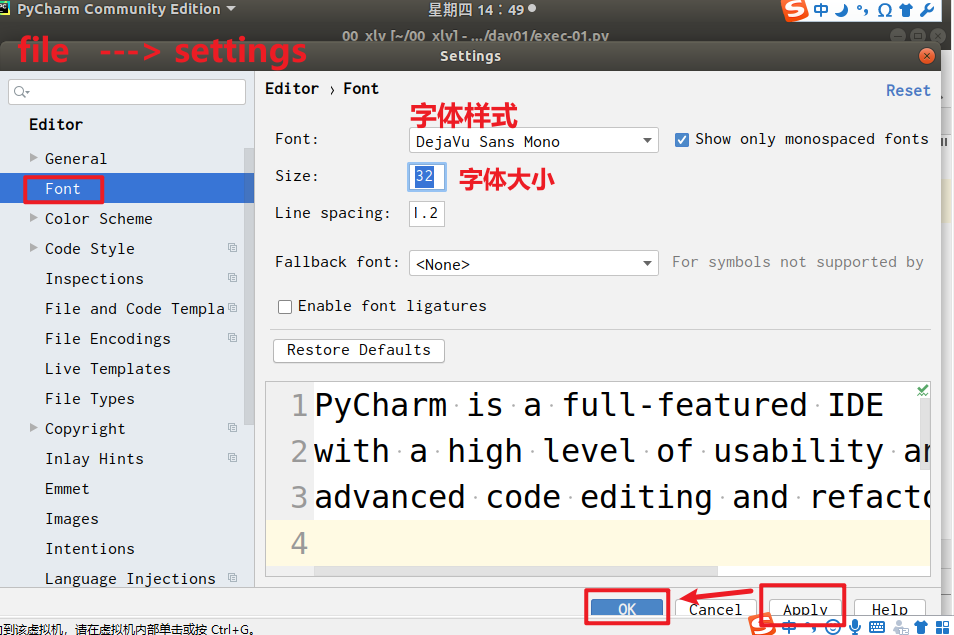 PyCharm Community Edition
星期四 14：49
00_xly [~/00_xly] - .../day01/exec-01.py
file ---> settings
Settings
Editor › Font
Reset
Editor
字体样式
Font:
DejaVu Sans Mono
Show only monospaced fonts
General
Size:
32
字体大小
Font
Line spacing:
1.2
Color Scheme
Code Style
Fallback font:
<None>
For symbols not supported by
Inspections
File and Code Templa
Enable font ligatures
File Encodings
Restore Defaults
Live Templates
File Types
Copyright
Inlay Hints
Emmet
Images
Intentions
Language Injections
1 PyCharm is a full-featured IDE
2 with a high level of usability an
3 advanced code editing and refacto
4
OK
Cancel
Apply
Help
向到该虚拟机，请在虚拟机内部单击或按 Ctrl+G。